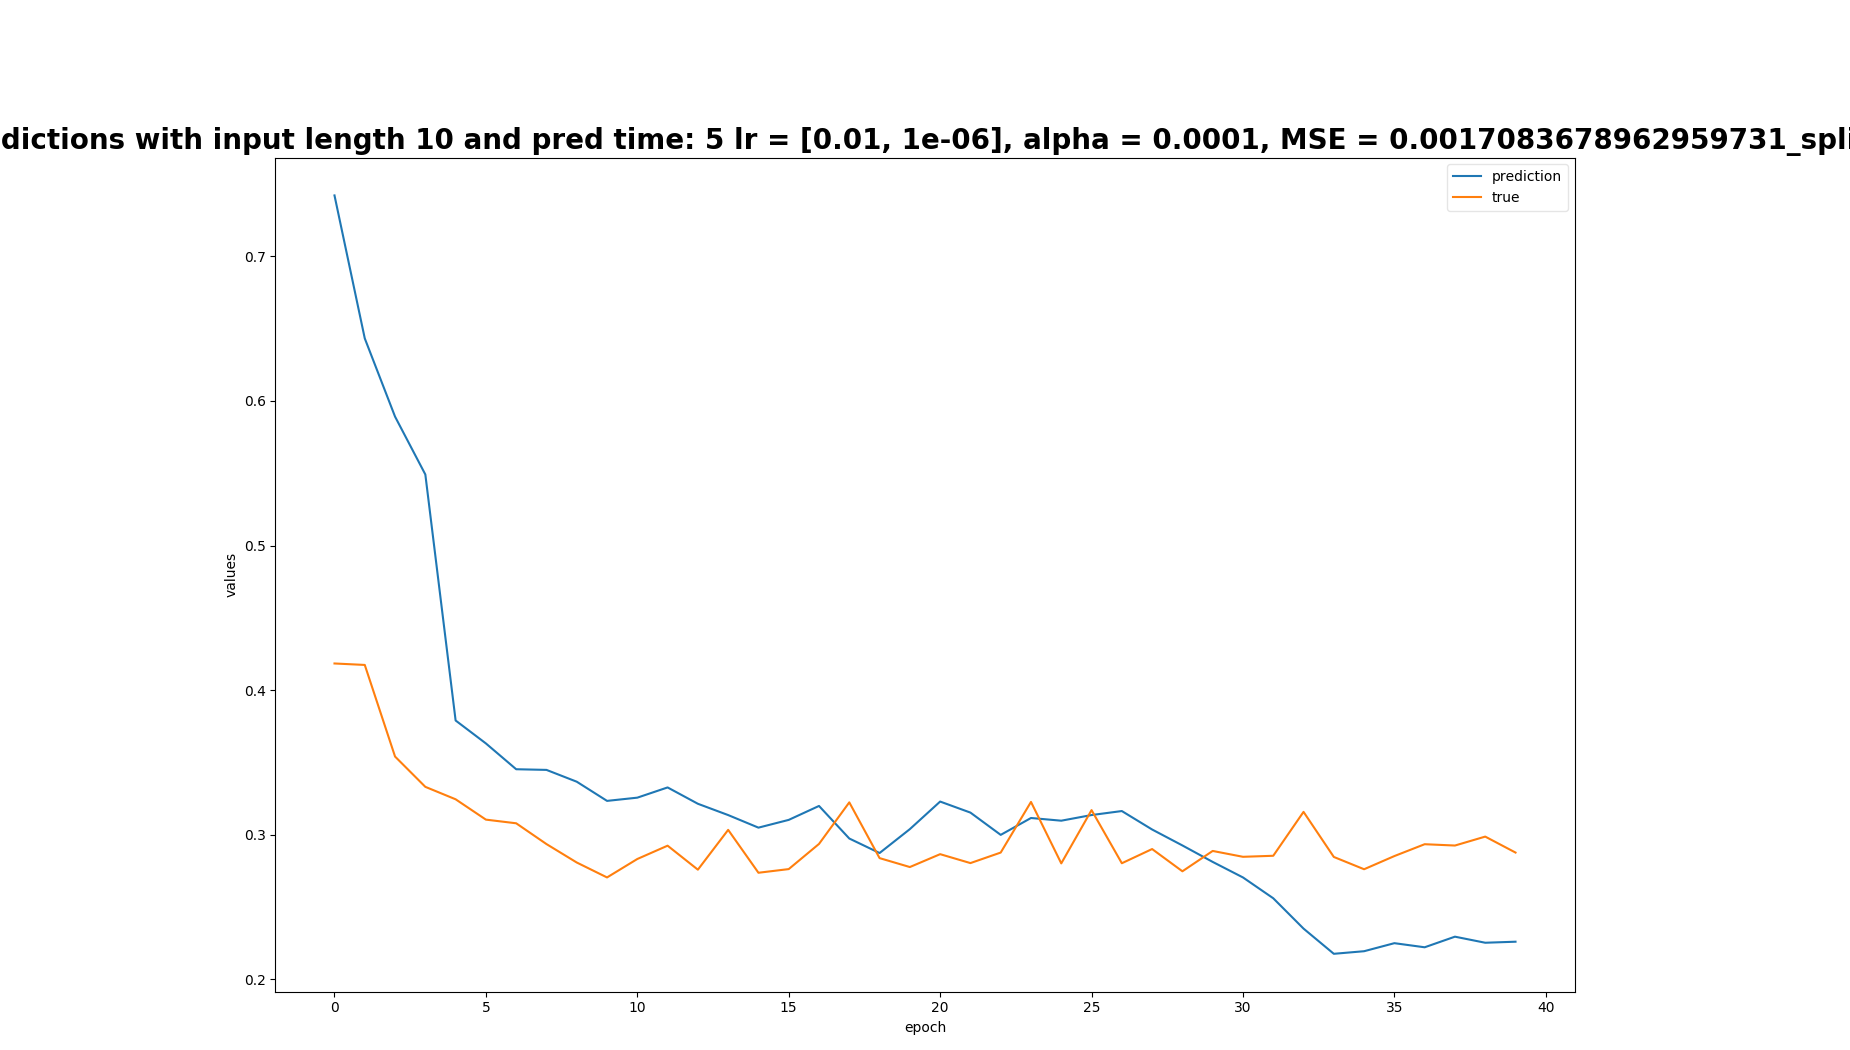 dictions with input length 10 and pred time: 5 lr = [0.01, 1e-06], alpha = 0.0001, MSE = 0.0017083678962959731_spli
prediction
true
0.7
0.6
0.5
0.4
0.3
0.2
values
0 5 10 15 20 25 30 35 40
epoch